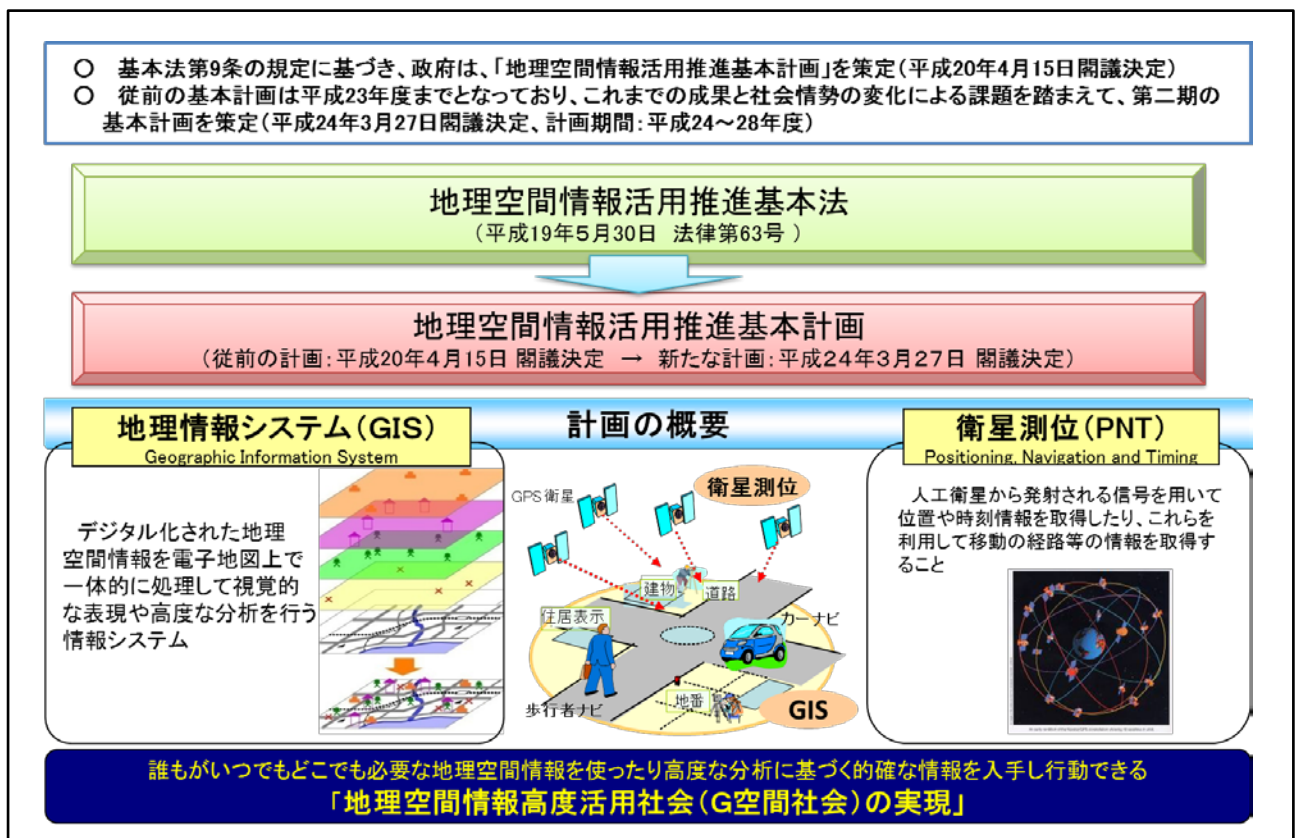 ○　基本法第9条の規定に基づき、政府は、「地理空間情報活用推進基本計画」を策定(平成20年4月15日閣議決定)
○　従前の基本計画は平成23年度までとなっており、これまでの成果と社会情勢の変化による課題を踏まえて、第二期の
基本計画を策定(平成24年3月27日閣議決定、計画期間:平成24～28年度)
地理空間情報活用推進基本法
(平成19年5月30日 法律第63号 )
地理空間情報活用推進基本計画
(従前の計画:平成20年4月15日 閣議決定 → 新たな計画:平成24年3月27日 閣議決定)
計画の概要
地理情報システム(GIS)
Geographic Information System
デジタル化された地理
空間情報を電子地図上で
一体的に処理して視覚的
な表現や高度な分析を行う
情報システム
GPS衛星
衛星測位
建物
道路
住居表示
カーナビ
地番
歩行者ナビ
GIS
衛星測位(PNT)
Positioning, Navigation and Timing
人工衛星から発射される信号を用いて
位置や時刻情報を取得したり、これらを
利用して移動の経路等の情報を取得す
ること
誰もがいつでもどこでも必要な地理空間情報を使ったり高度な分析に基づく的確な情報を入手し行動できる
「地理空間情報高度活用社会(G空間社会)の実現」